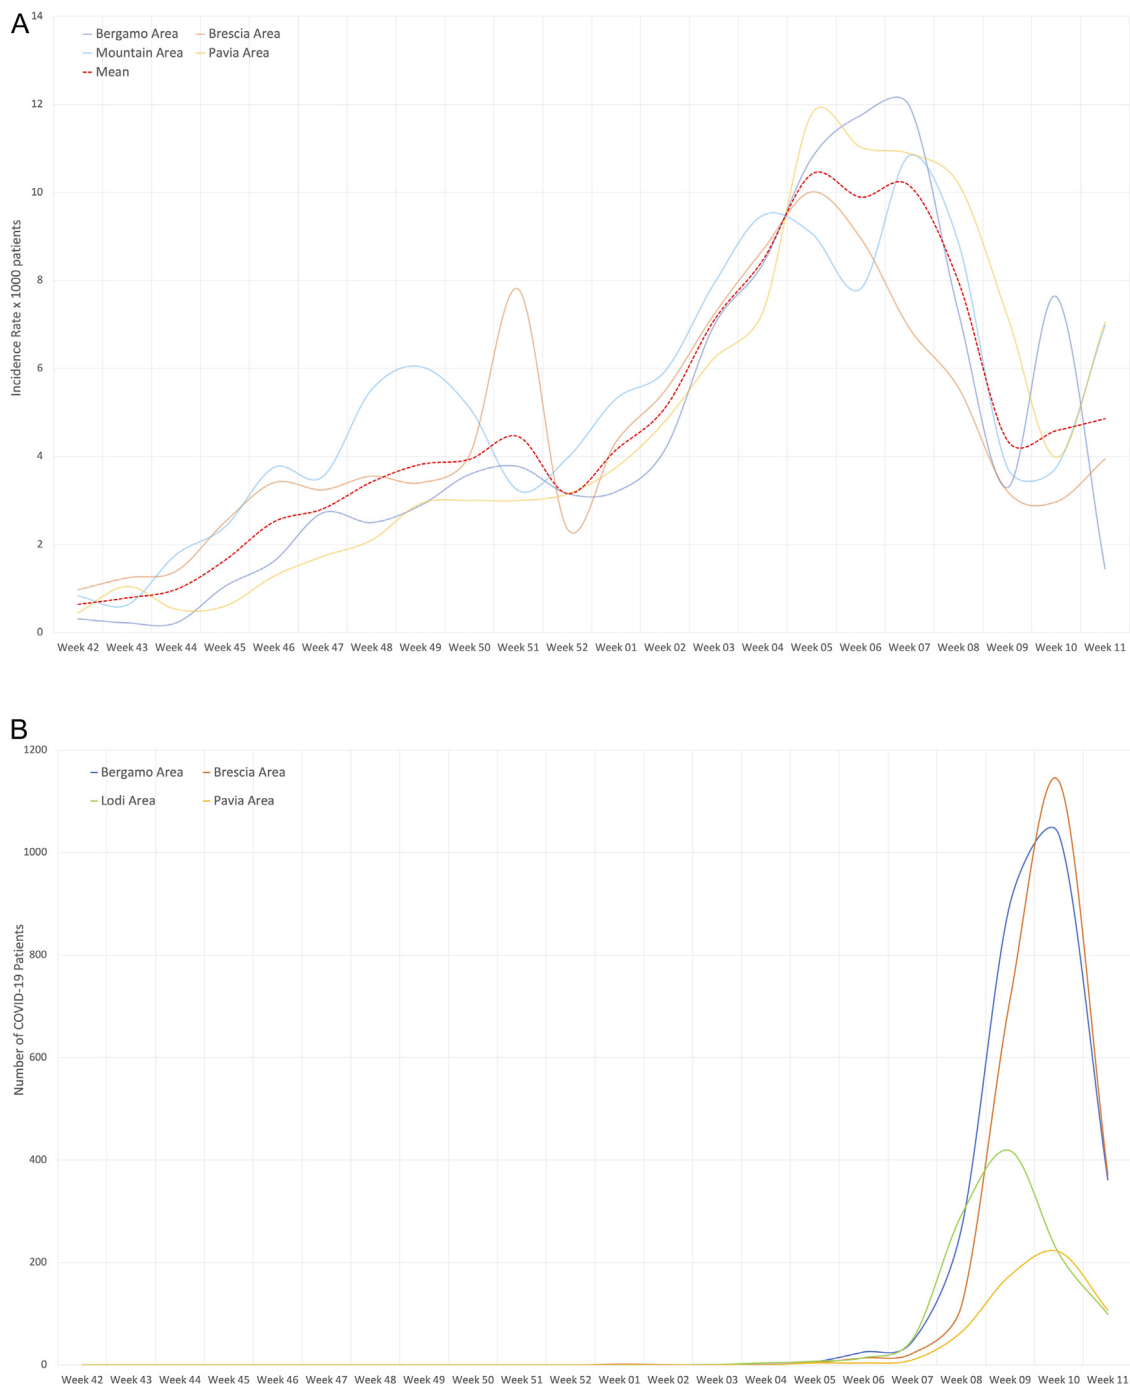 A
14
Bergamo Area Brescia Area
Mountain Area Pavia Area
Mean
12
10
8
6
4
2
0
Incidence Rate x 1000 patients
Week 42 Week 43 Week 44 Week 45 Week 46 Week 47 Week 48 Week 49 Week 50 Week 51 Week 52 Week 01 Week 02 Week 03 Week 04 Week 05 Week 06 Week 07 Week 08 Week 09 Week 10 Week 11
B
1200
Bergamo Area Brescia Area
Lodi Area Pavia Area
1000
800
600
400
200
0
Number of COVID-19 Patients
Week 42 Week 43 Week 44 Week 45 Week 46 Week 47 Week 48 Week 49 Week 50 Week 51 Week 52 Week 01 Week 02 Week 03 Week 04 Week 05 Week 06 Week 07 Week 08 Week 09 Week 10 Week 11